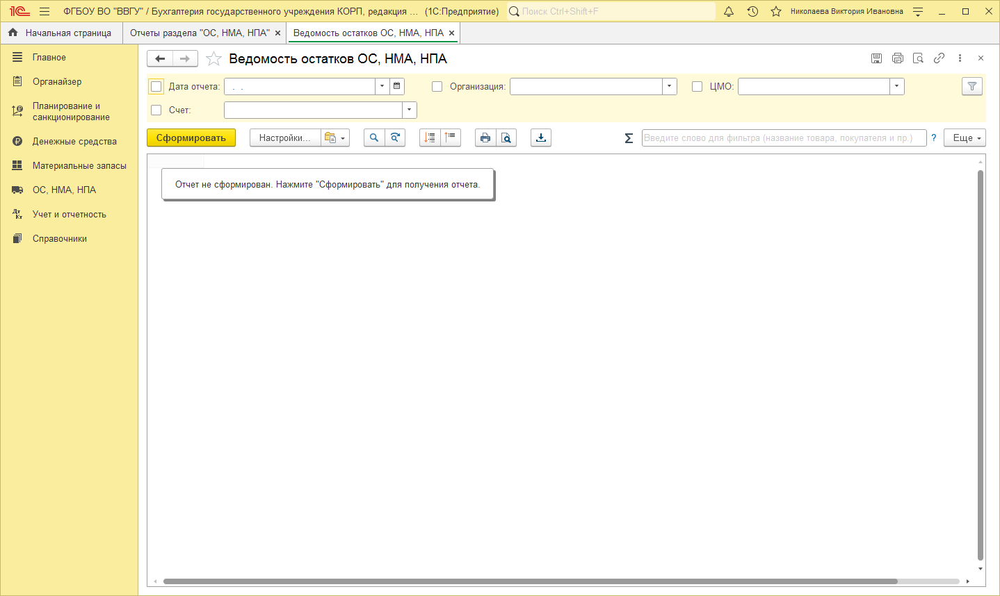 1С ФГБОУ ВО "ВВГУ" / Бухгалтерия государственного учреждения КОРП, редакция ... (1С:Предприятие) Поиск Ctrl+Shift+F Николаева Виктория Ивановна
Начальная страница Отчеты раздела "ОС, НМА, НПА" Ведомость остатков ОС, НМА, НПА
Главное
Органайзер
Планирование и
санкционирование
Денежные средства
Материальные запасы
ОС, НМА, НПА
Дт Кт Учет и отчетность
Справочники
Ведомость остатков ОС, НМА, НПА
Дата отчета: . . Организация: ЦМО:
Счет:
Сформировать Настройки... Σ Введите слово для фильтра (название товара, покупателя и пр.) ? Еще
Отчет не сформирован. Нажмите "Сформировать" для получения отчета.